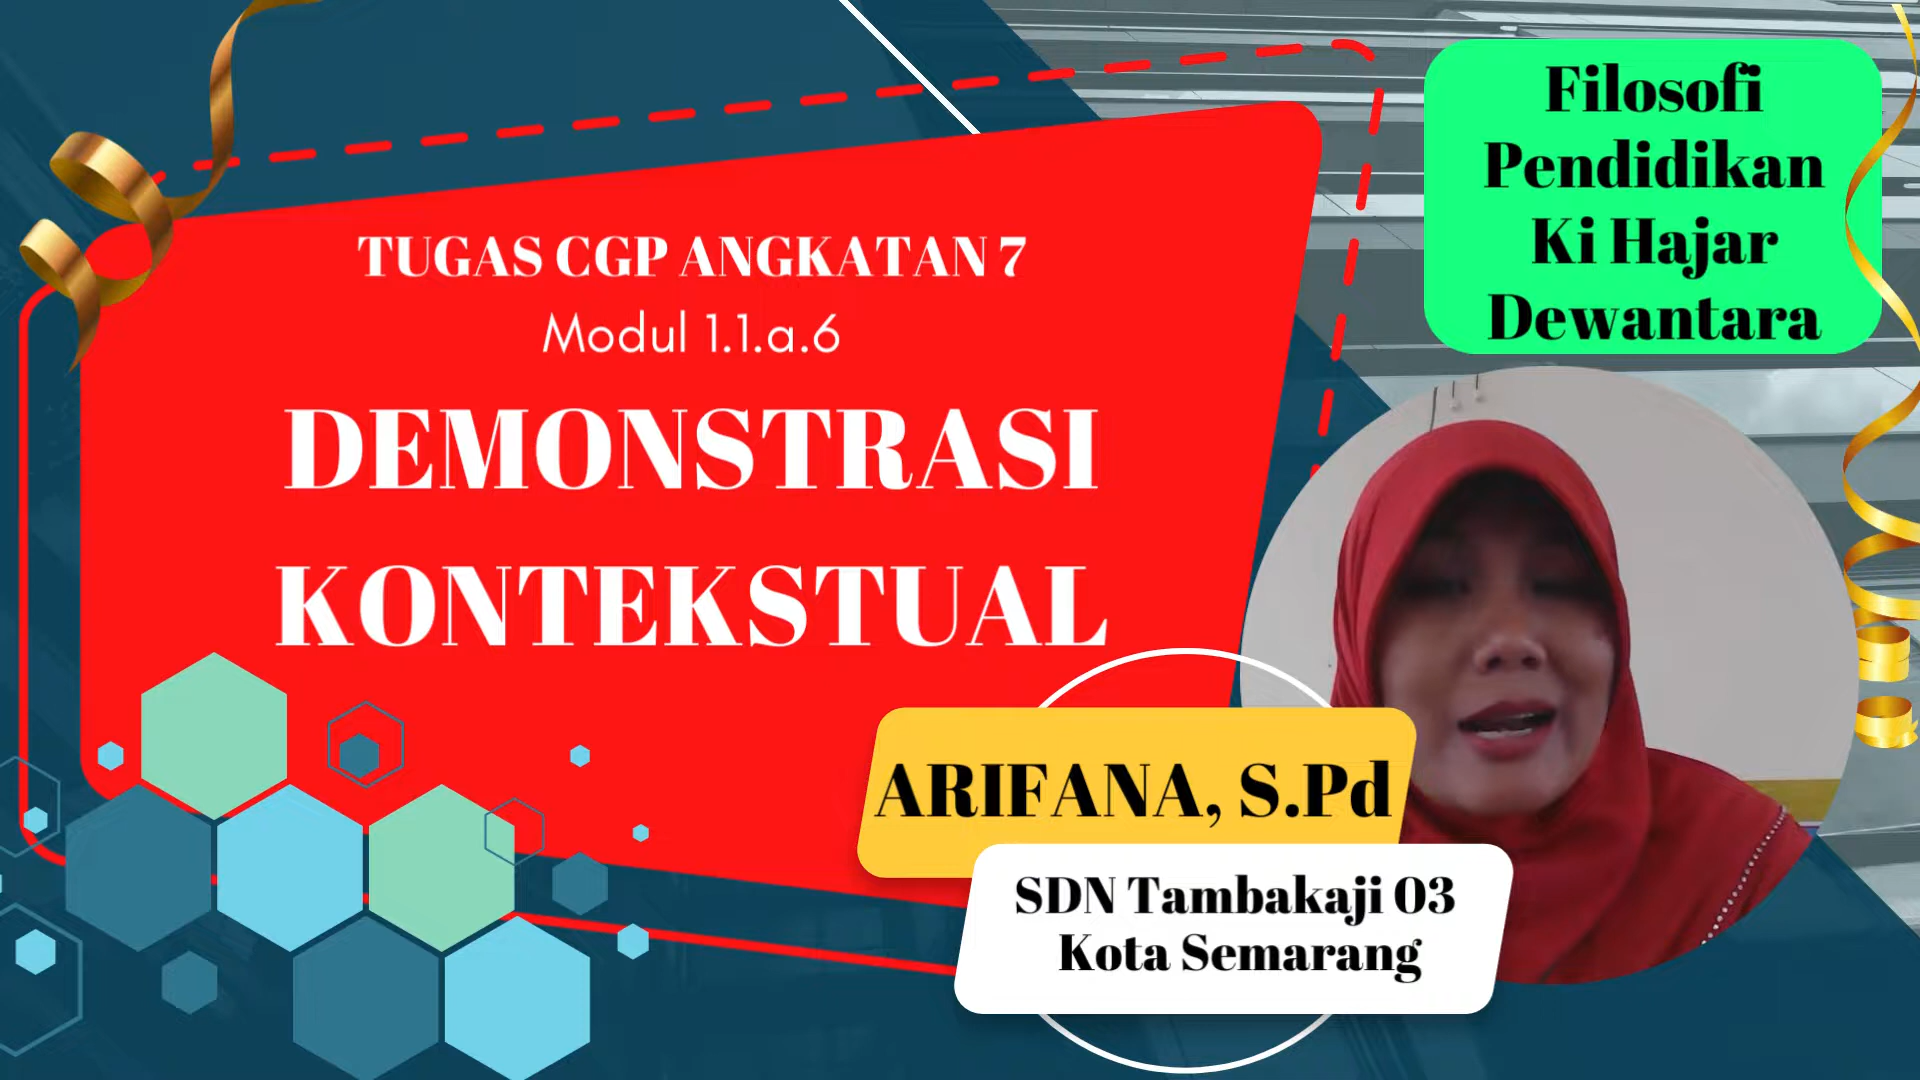 TUGAS CGP ANGKATAN 7
Modul 1.1.a.6
DEMONSTRASI
KONTEKSTUAL
Filosofi
Pendidikan
Ki Hajar
Dewantara
ARIFANA, S.Pd
SDN Tambakaji 03
Kota Semarang